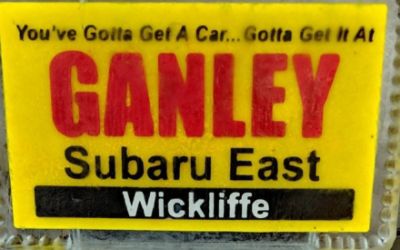 You've Gotta Get A Car...Gotta Get It At
GANLEY
Subaru East
Wickliffe